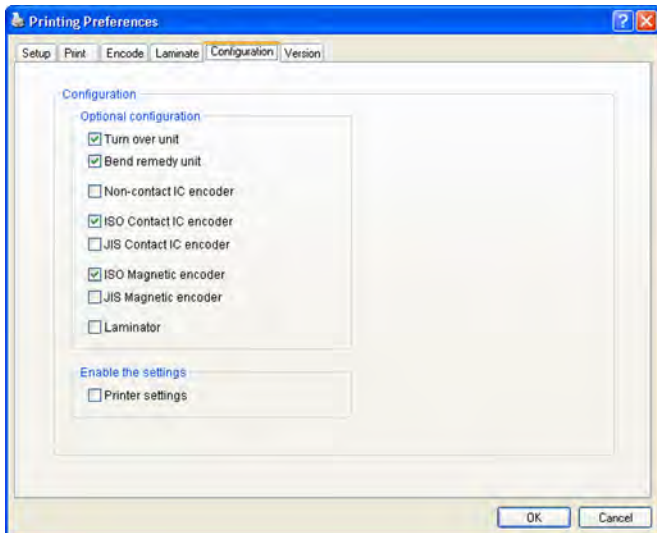 Printing Preferences
Setup Print Encode Laminate Configuration Version
Configuration
Optional configuration
Turn over unit
Bend remedy unit
Non-contact IC encoder
ISO Contact IC encoder
JIS Contact IC encoder
ISO Magnetic encoder
JIS Magnetic encoder
Laminator
Enable the settings
Printer settings
OK Cancel